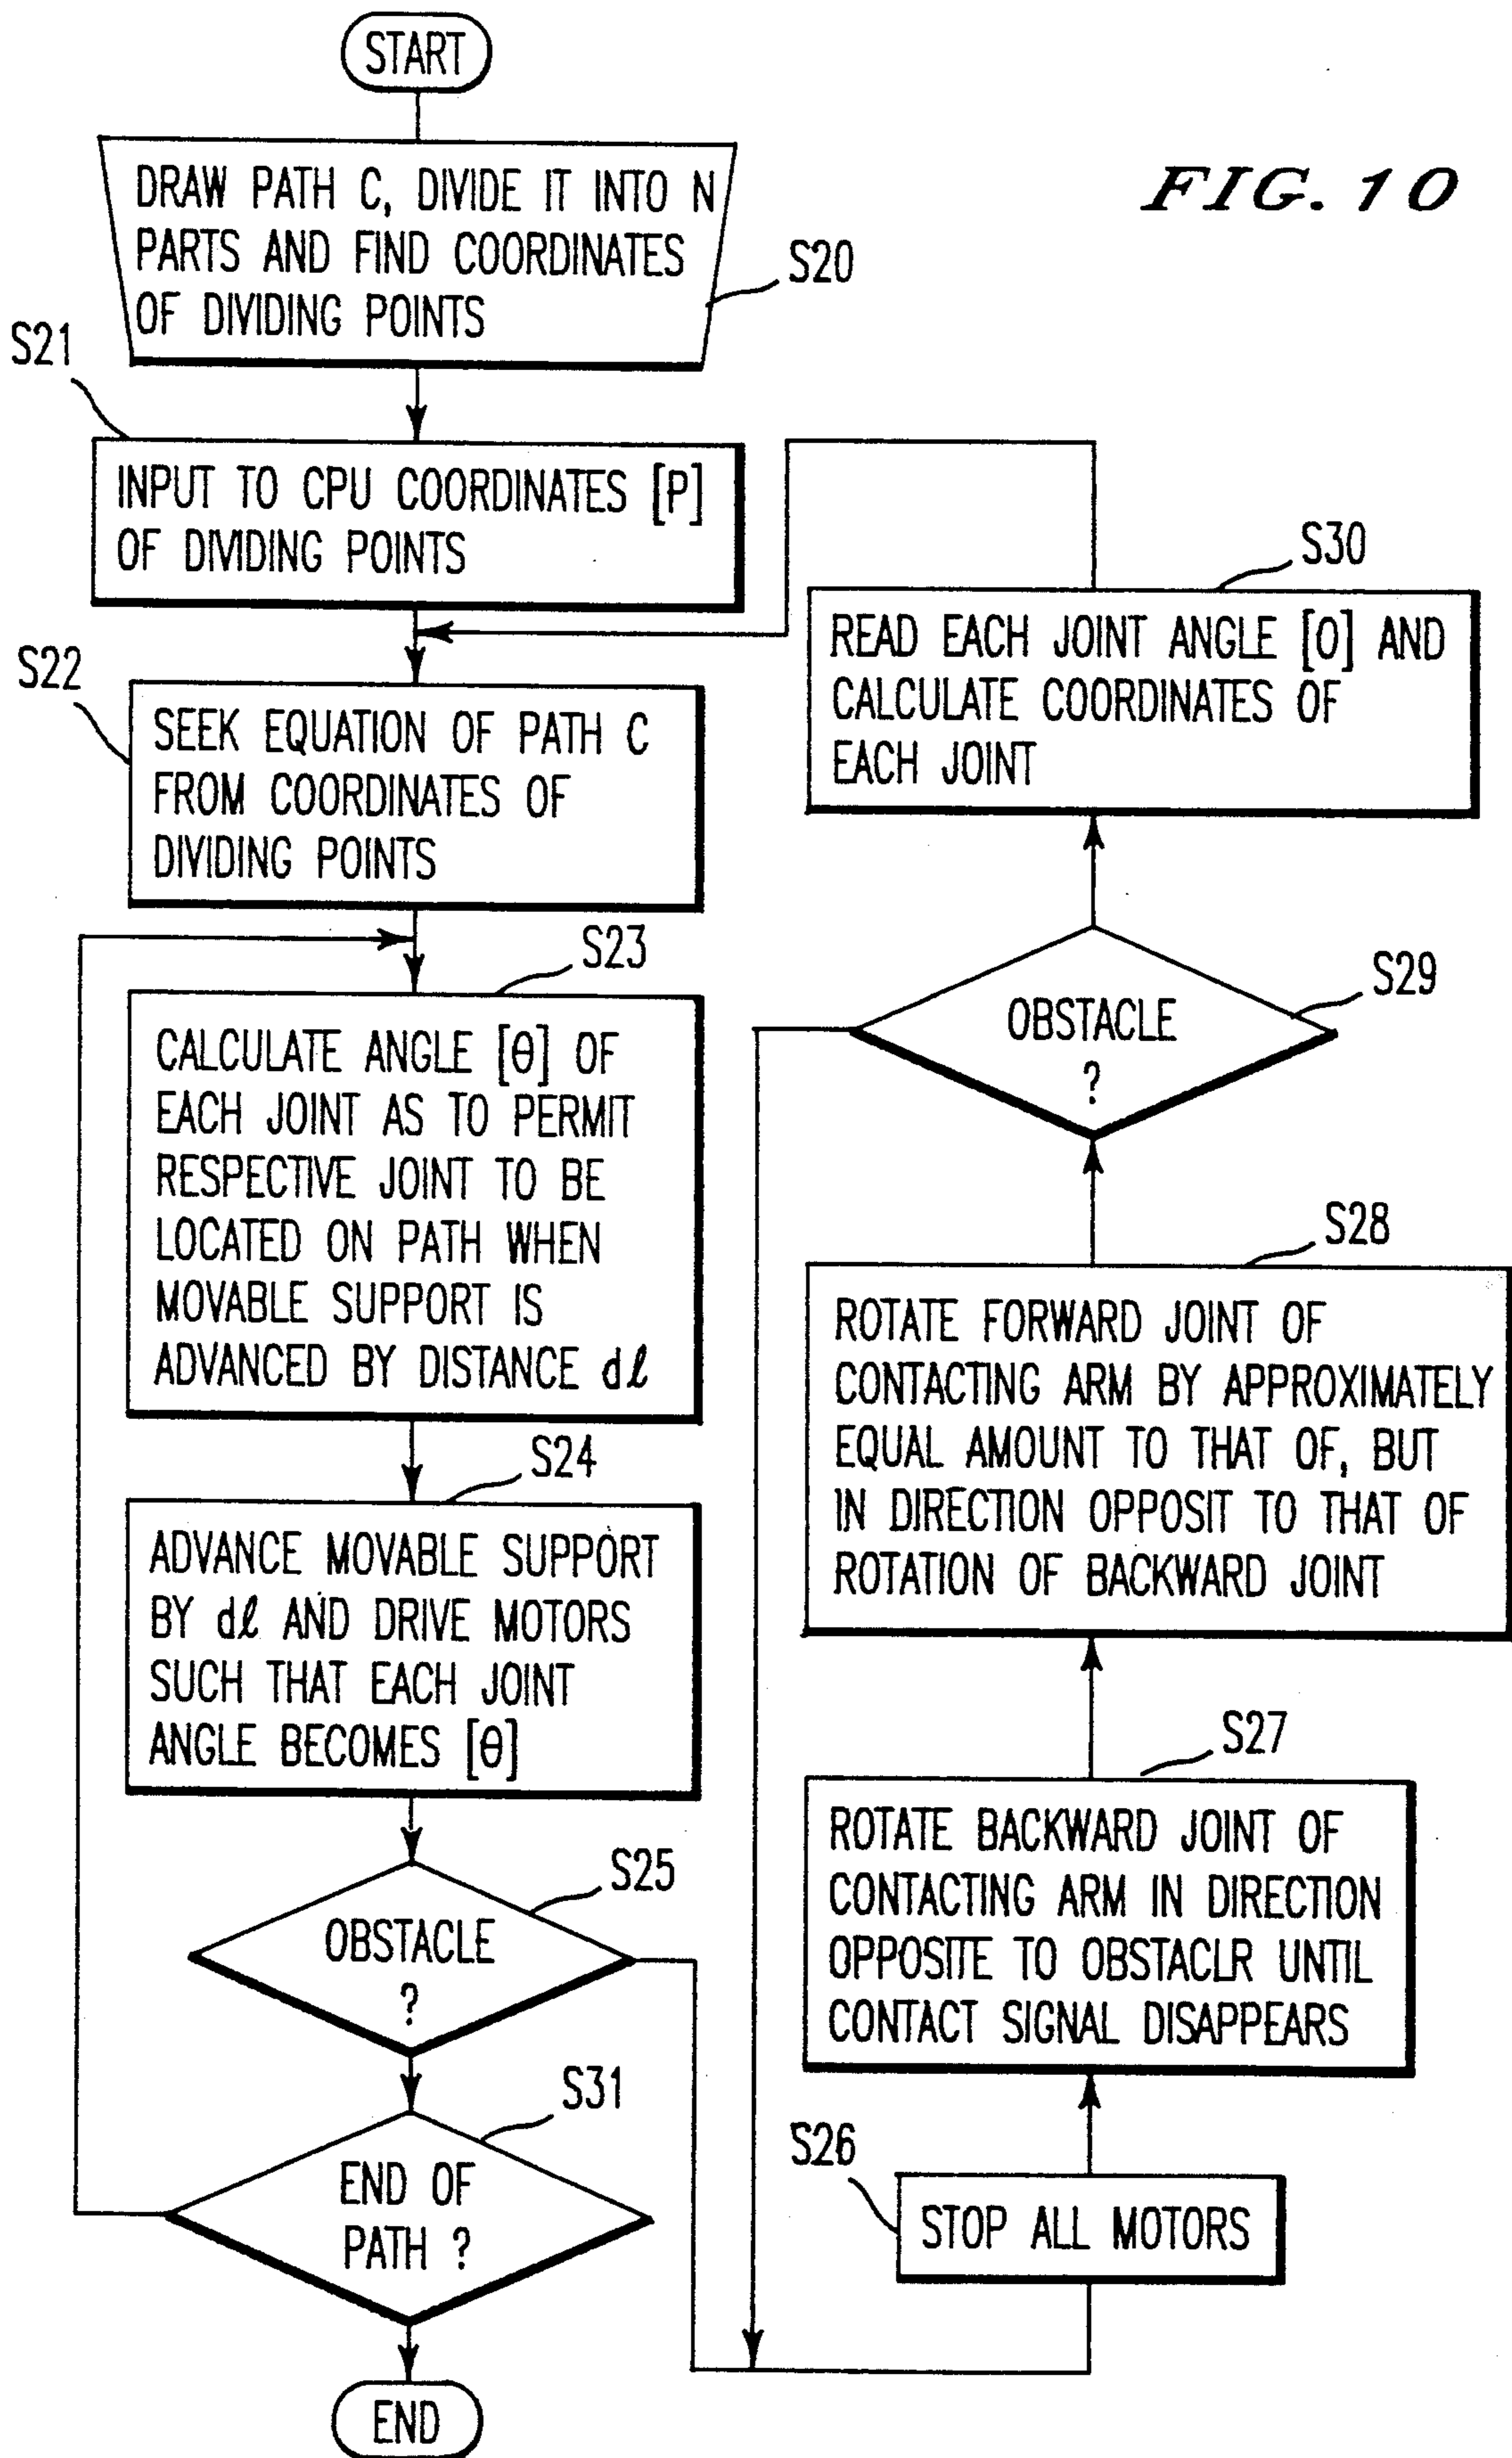 START
FIG. 10
DRAW PATH C, DIVIDE IT INTO N
PARTS AND FIND COORDINATES
OF DIVIDING POINTS
S20
S21
INPUT TO CPU COORDINATES [P]
OF DIVIDING POINTS
S22
SEEK EQUATION OF PATH C
FROM COORDINATES OF
DIVIDING POINTS
S23
CALCULATE ANGLE [θ] OF
EACH JOINT AS TO PERMIT
RESPECTIVE JOINT TO BE
LOCATED ON PATH WHEN
MOVABLE SUPPORT IS
ADVANCED BY DISTANCE dℓ
S24
ADVANCE MOVABLE SUPPORT
BY dℓ AND DRIVE MOTORS
SUCH THAT EACH JOINT
ANGLE BECOMES [θ]
S25
OBSTACLE
?
S31
END OF
PATH ?
END
S30
READ EACH JOINT ANGLE [O] AND
CALCULATE COORDINATES OF
EACH JOINT
S29
OBSTACLE
?
S28
ROTATE FORWARD JOINT OF
CONTACTING ARM BY APPROXIMATELY
EQUAL AMOUNT TO THAT OF, BUT
IN DIRECTION OPPOSIT TO THAT OF
ROTATION OF BACKWARD JOINT
S27
ROTATE BACKWARD JOINT OF
CONTACTING ARM IN DIRECTION
OPPOSITE TO OBSTACLR UNTIL
CONTACT SIGNAL DISAPPEARS
S26
STOP ALL MOTORS